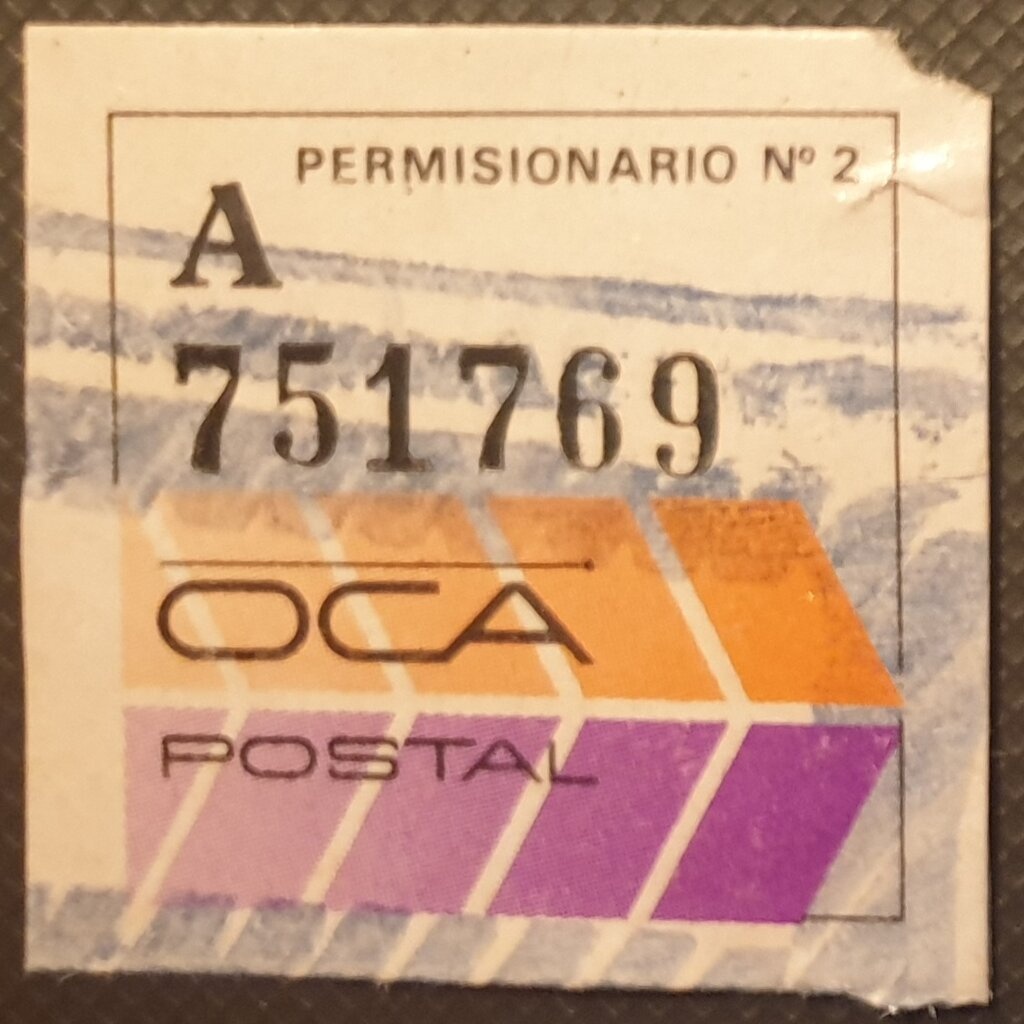 PERMISIONARIO Nº 2
A
751769
OCA
POSTAL